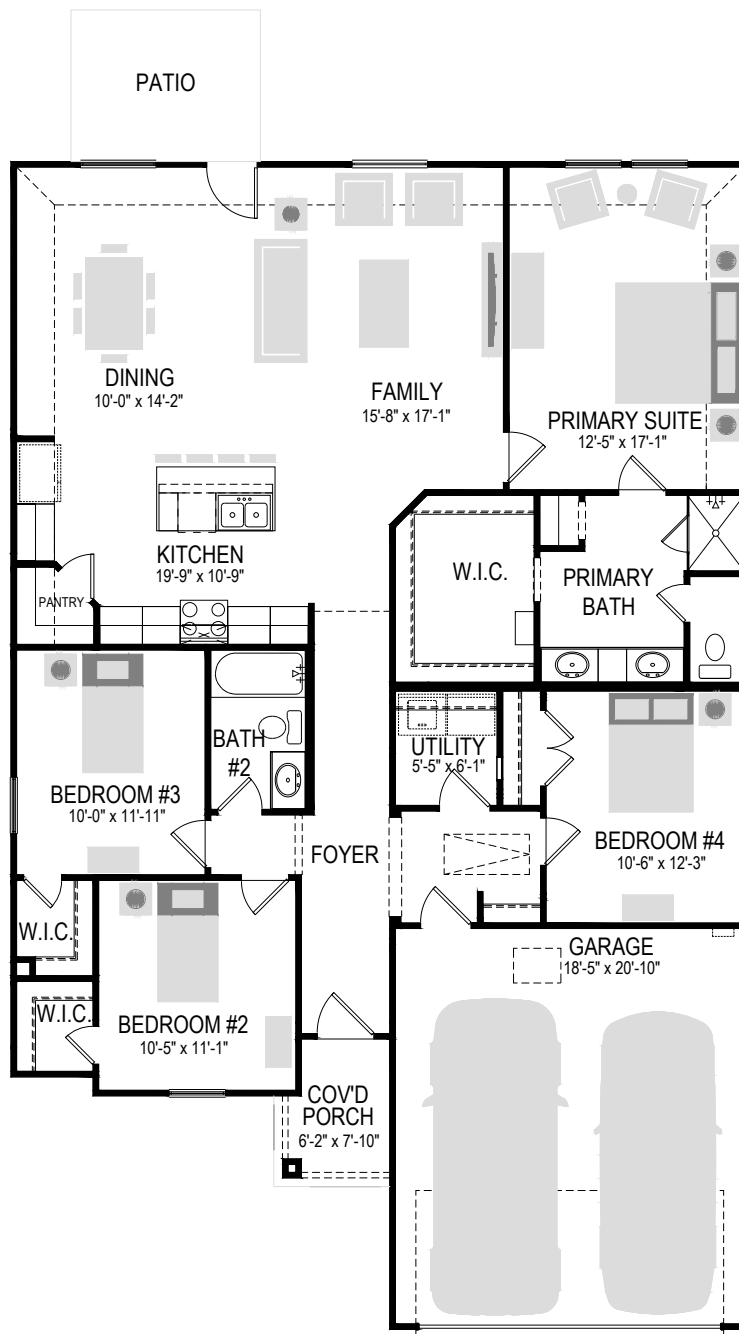 PATIO
DINING
10'-0" x 14'-2"
FAMILY
15'-8" x 17'-1"
PRIMARY SUITE
12'-5" x 17'-1"
KITCHEN
19'-9" x 10'-9"
PANTRY
W.I.C.
PRIMARY
BATH
BATH
#2
UTILITY
5'-5" x 6'-1"
BEDROOM #3
10'-0" x 11'-11"
FOYER
BEDROOM #4
10'-6" x 12'-3"
W.I.C.
GARAGE
18'-5" x 20'-10"
W.I.C.
BEDROOM #2
10'-5" x 11'-1"
COV'D
PORCH
6'-2" x 7'-10"